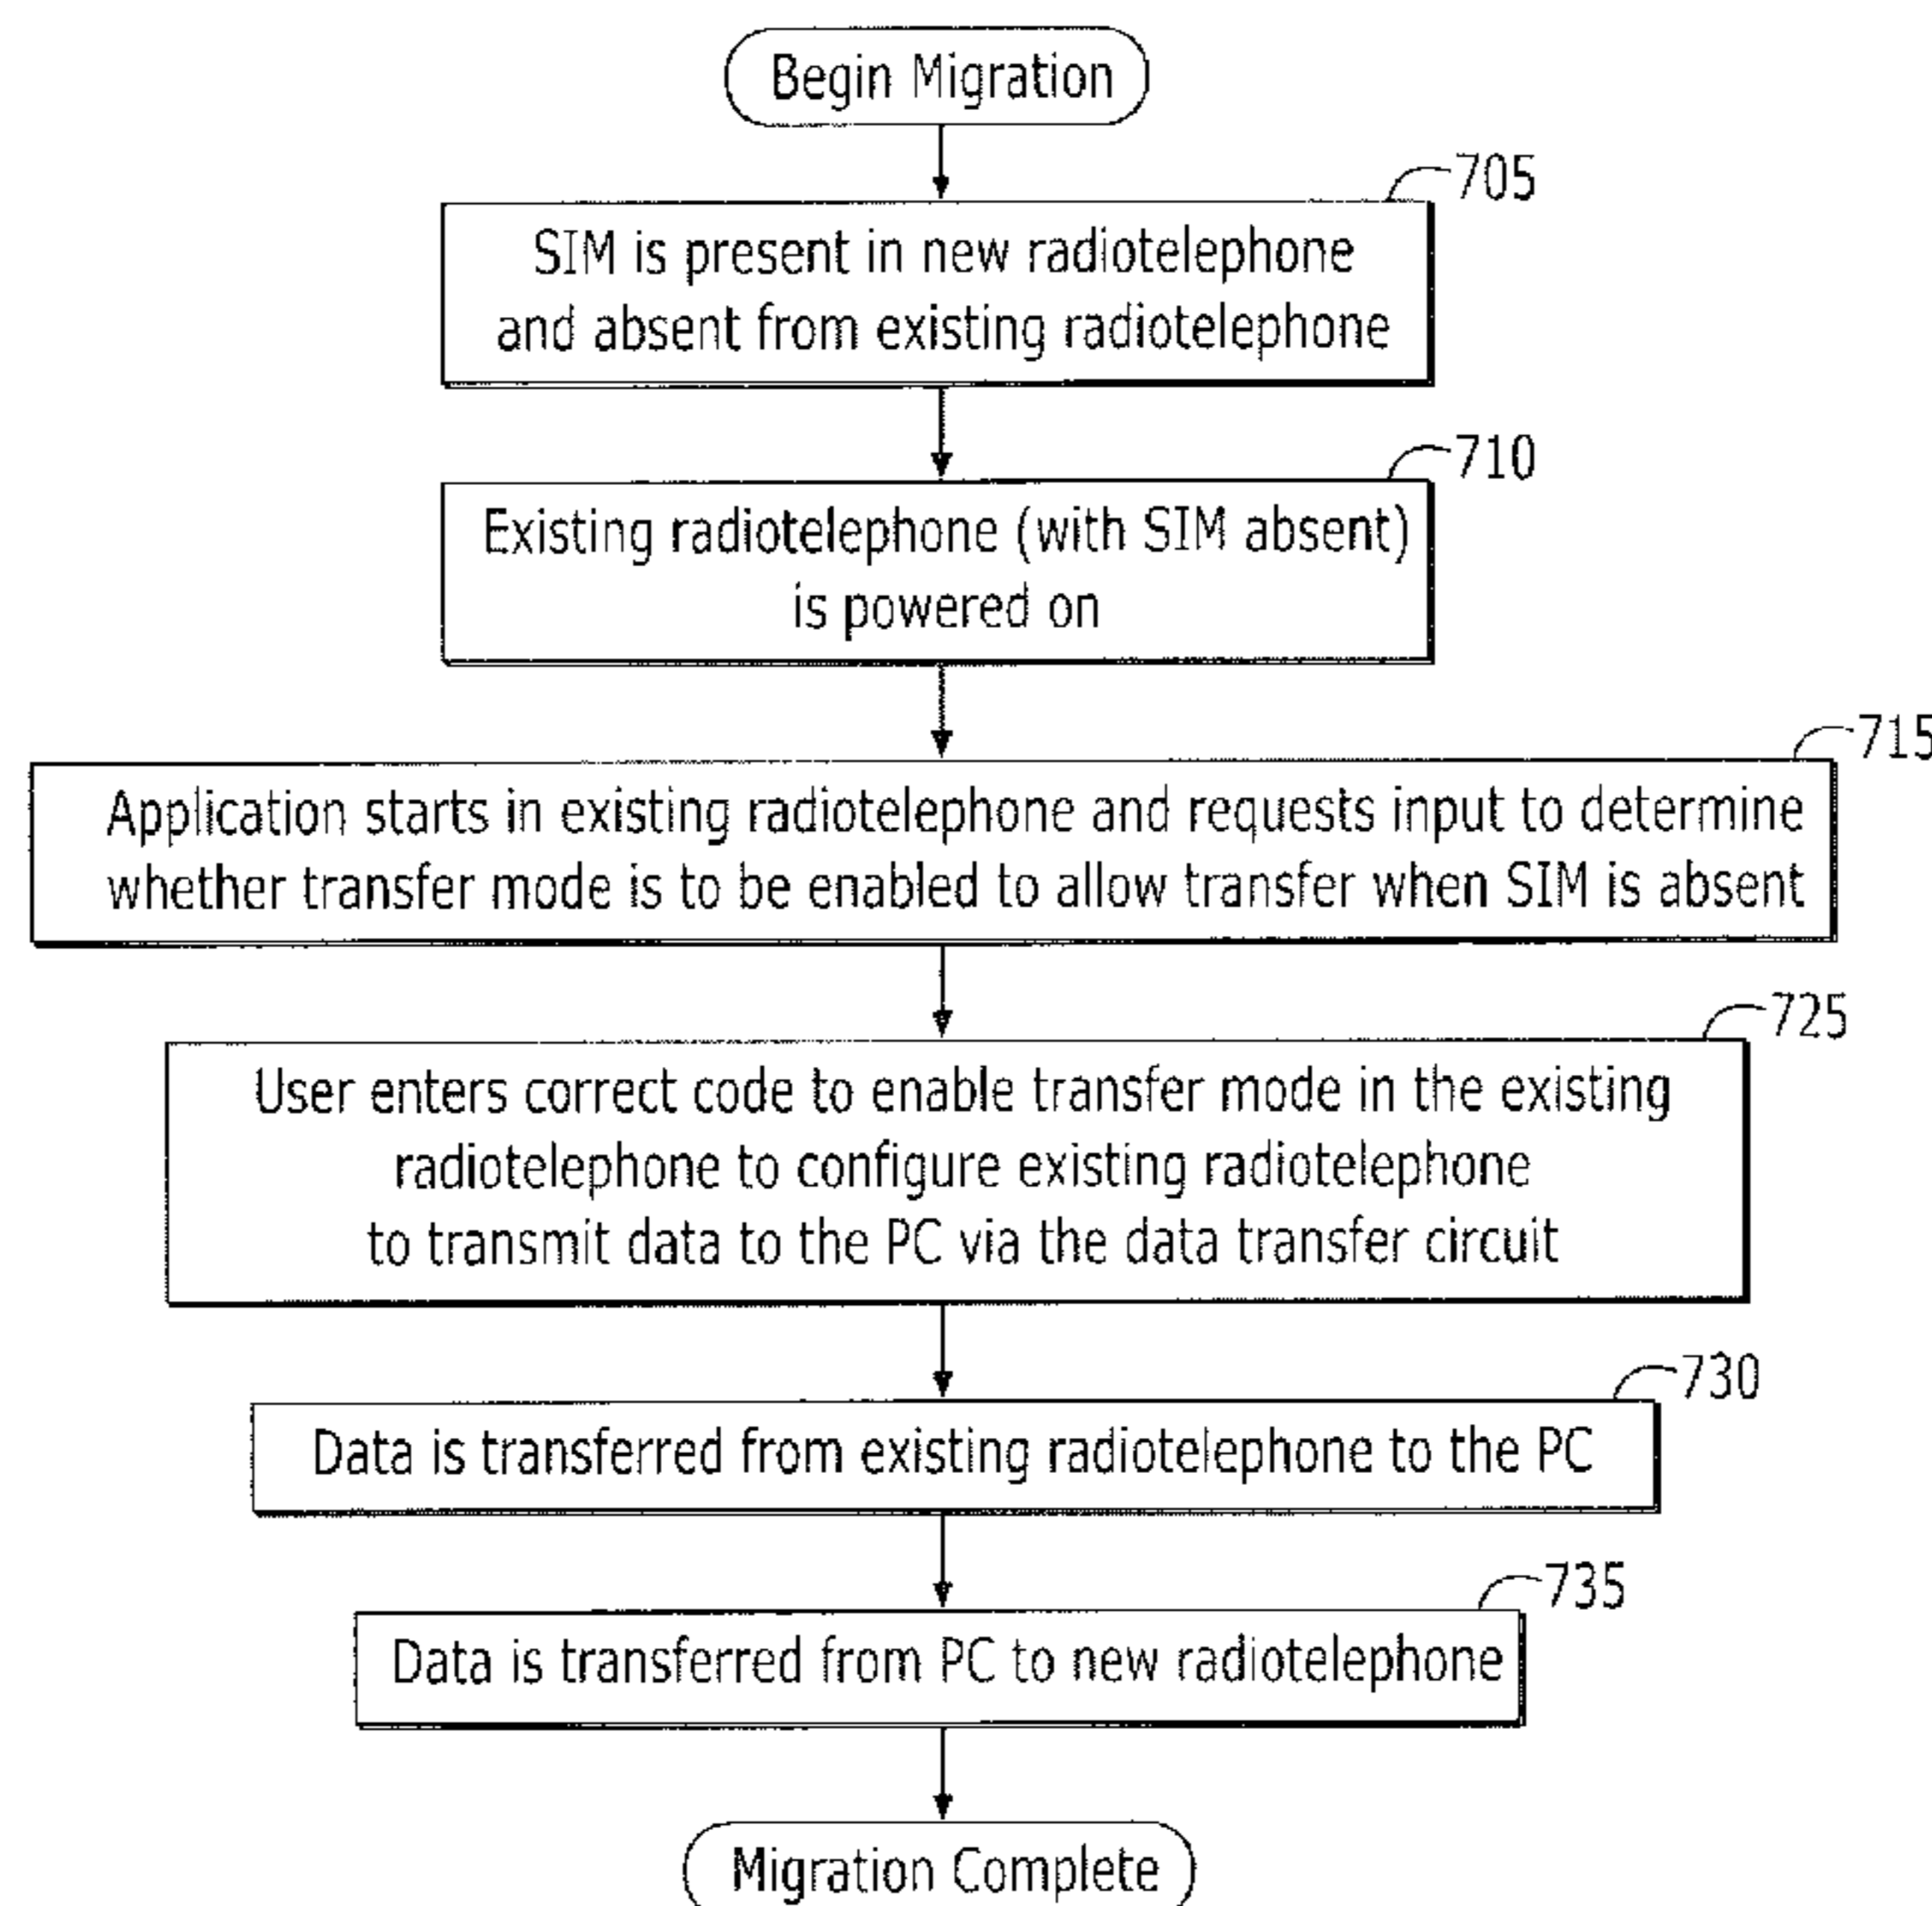 Begin Migration
705
SIM is present in new radiotelephone
and absent from existing radiotelephone
710
Existing radiotelephone (with SIM absent)
is powered on
715
Application starts in existing radiotelephone and requests input to determine
whether transfer mode is to be enabled to allow transfer when SIM is absent
725
User enters correct code to enable transfer mode in the existing
radiotelephone to configure existing radiotelephone
to transmit data to the PC via the data transfer circuit
730
Data is transferred from existing radiotelephone to the PC
735
Data is transferred from PC to new radiotelephone
Migration Complete